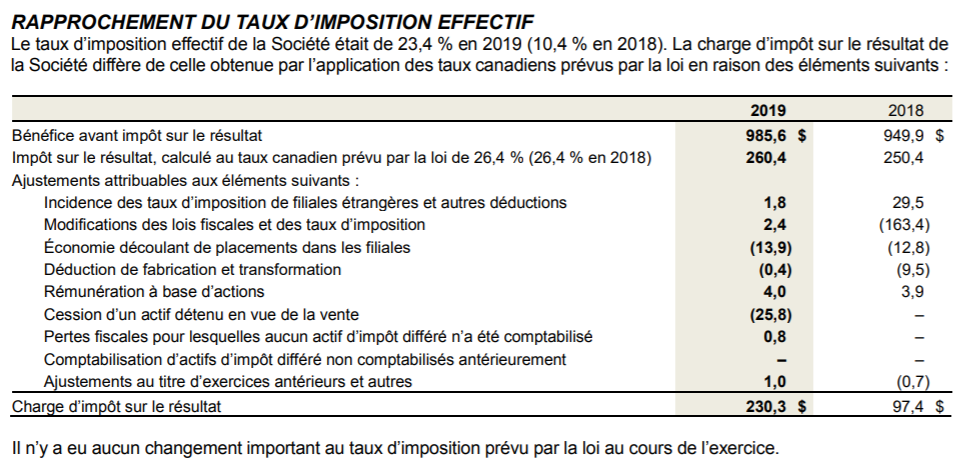 RAPPROCHEMENT DU TAUX D’IMPOSITION EFFECTIF
Le taux d’imposition effectif de la Société était de 23,4 % en 2019 (10,4 % en 2018). La charge d’impôt sur le résultat de
la Société diffère de celle obtenue par l’application des taux canadiens prévus par la loi en raison des éléments suivants :
2019 2018
Bénéfice avant impôt sur le résultat 985,6 $ 949,9 $
Impôt sur le résultat, calculé au taux canadien prévu par la loi de 26,4 % (26,4 % en 2018) 260,4 250,4
Ajustements attribuables aux éléments suivants :
Incidence des taux d’imposition de filiales étrangères et autres déductions 1,8 29,5
Modifications des lois fiscales et des taux d’imposition 2,4 (163,4)
Économie découlant de placements dans les filiales (13,9) (12,8)
Déduction de fabrication et transformation (0,4) (9,5)
Rémunération à base d’actions 4,0 3,9
Cession d’un actif détenu en vue de la vente (25,8) –
Pertes fiscales pour lesquelles aucun actif d’impôt différé n’a été comptabilisé 0,8 –
Comptabilisation d’actifs d’impôt différé non comptabilisés antérieurement – –
Ajustements au titre d’exercices antérieurs et autres 1,0 (0,7)
Charge d’impôt sur le résultat 230,3 $ 97,4 $
Il n’y a eu aucun changement important au taux d’imposition prévu par la loi au cours de l’exercice.